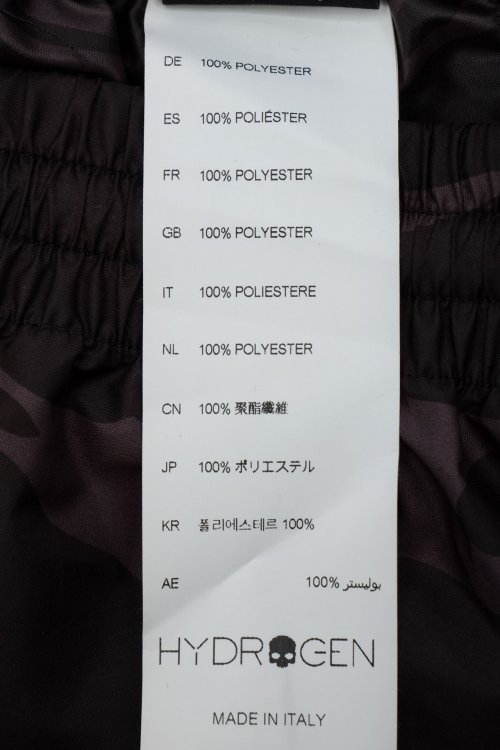 DE 100% POLYESTER
ES 100% POLIÉSTER
FR 100% POLYESTER
GB 100% POLYESTER
IT 100% POLIESTERE
NL 100% POLYESTER
CN 100% 聚酯纖維
JP 100% ポリエステル
KR 폴리에스테르 100%
AE بوليستر %100
HYDROGEN
MADE IN ITALY